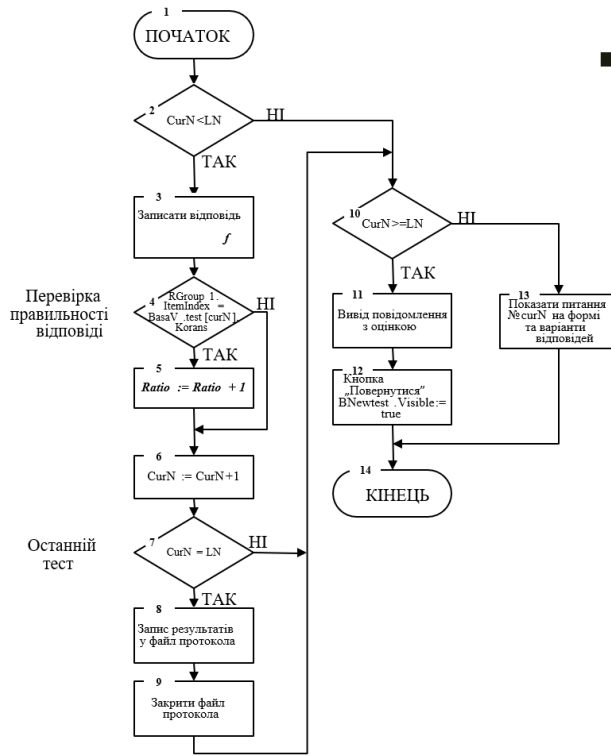 1
ПОЧАТОК
2
CurN<LN
НІ
ТАК
3
Записати відповідь
f
Перевірка
правильності
відповіді
4
RGroup 1.
ItemIndex =
BasaV .test [curN].
Korans
НІ
ТАК
5
Ratio := Ratio + 1
6
CurN := CurN+1
Останній
тест
7
CurN = LN
НІ
ТАК
8
Запис результатів
у файл протокола
9
Закрити файл
протокола
10
CurN>=LN
НІ
ТАК
11
Вивід повідомлення
з оцінкою
12
Кнопка
„Повернутися”
BNewtest .Visible:=
true
13
Показати питання
№curN на формі
та варіанти
відповідей
14
КІНЕЦЬ